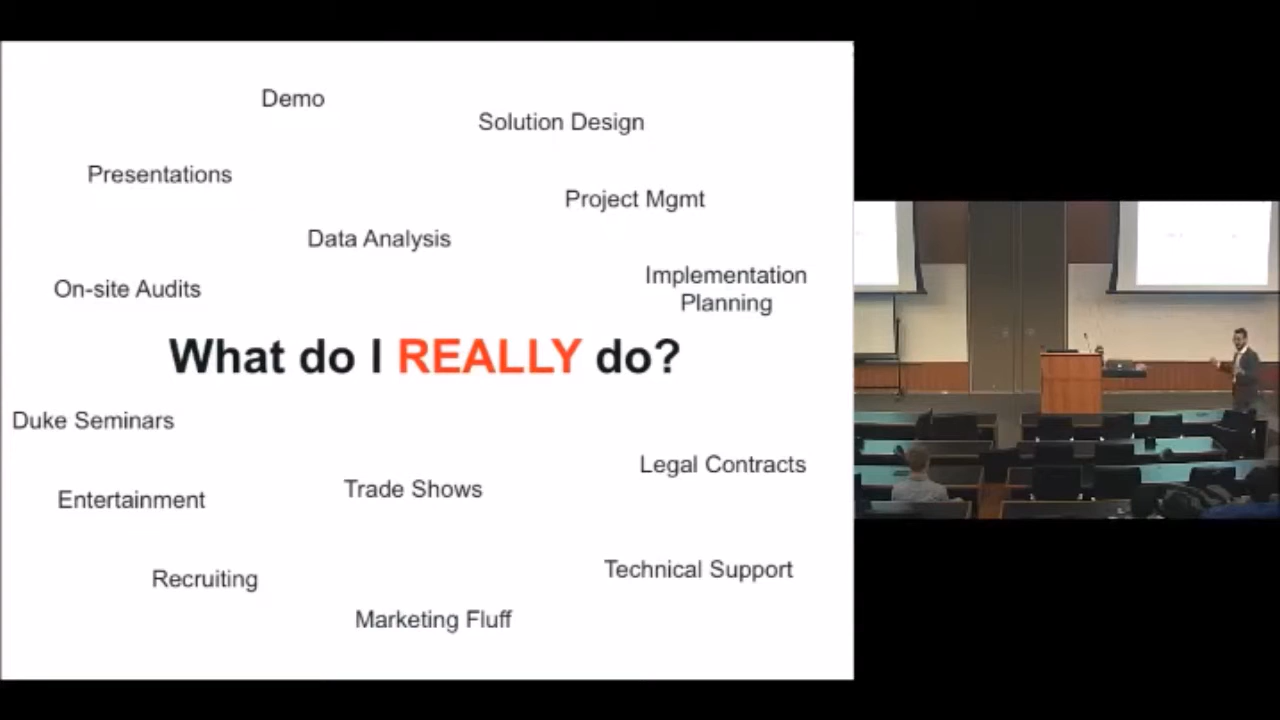 Demo
Solution Design
Presentations
Project Mgmt
Data Analysis
Implementation
Planning
On-site Audits
What do I REALLY do?
Duke Seminars
Legal Contracts
Trade Shows
Entertainment
Technical Support
Recruiting
Marketing Fluff